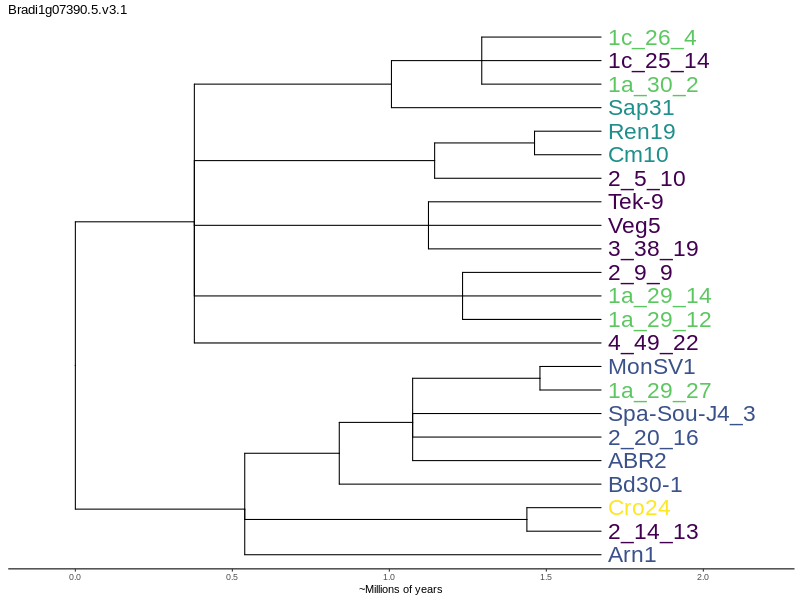 Bradi1g07390.5.v3.1
1c_26_4
1c_25_14
1a_30_2
Sap31
Ren19
Cm10
2_5_10
Tek-9
Veg5
3_38_19
2_9_9
1a_29_14
1a_29_12
4_49_22
MonSV1
1a_29_27
Spa-Sou-J4_3
2_20_16
ABR2
Bd30-1
Cro24
2_14_13
Arn1
0.0 0.5 1.0 1.5 2.0
~Millions of years